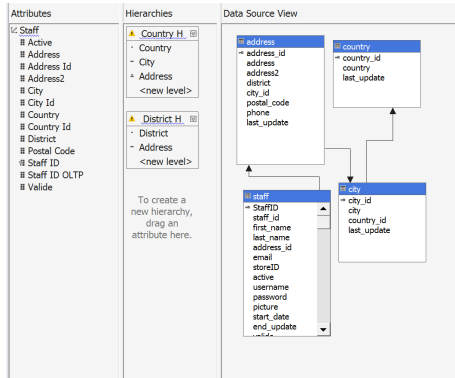 Attributes
Staff
Active
Address
Address Id
Address2
City
City Id
Country
Country Id
District
Postal Code
Staff ID
Staff ID OLTP
Valide
Hierarchies
Country H
Country
City
Address
<new level>
District H
District
Address
<new level>
To create a
new hierarchy,
drag an
attribute here.
Data Source View
address
address_id
address
address2
district
city_id
postal_code
phone
last_update
country
country_id
country
last_update
staff
StaffID
staff_id
first_name
last_name
address_id
email
storeID
active
username
password
picture
start_date
end_update
valide
city
city_id
city
country_id
last_update